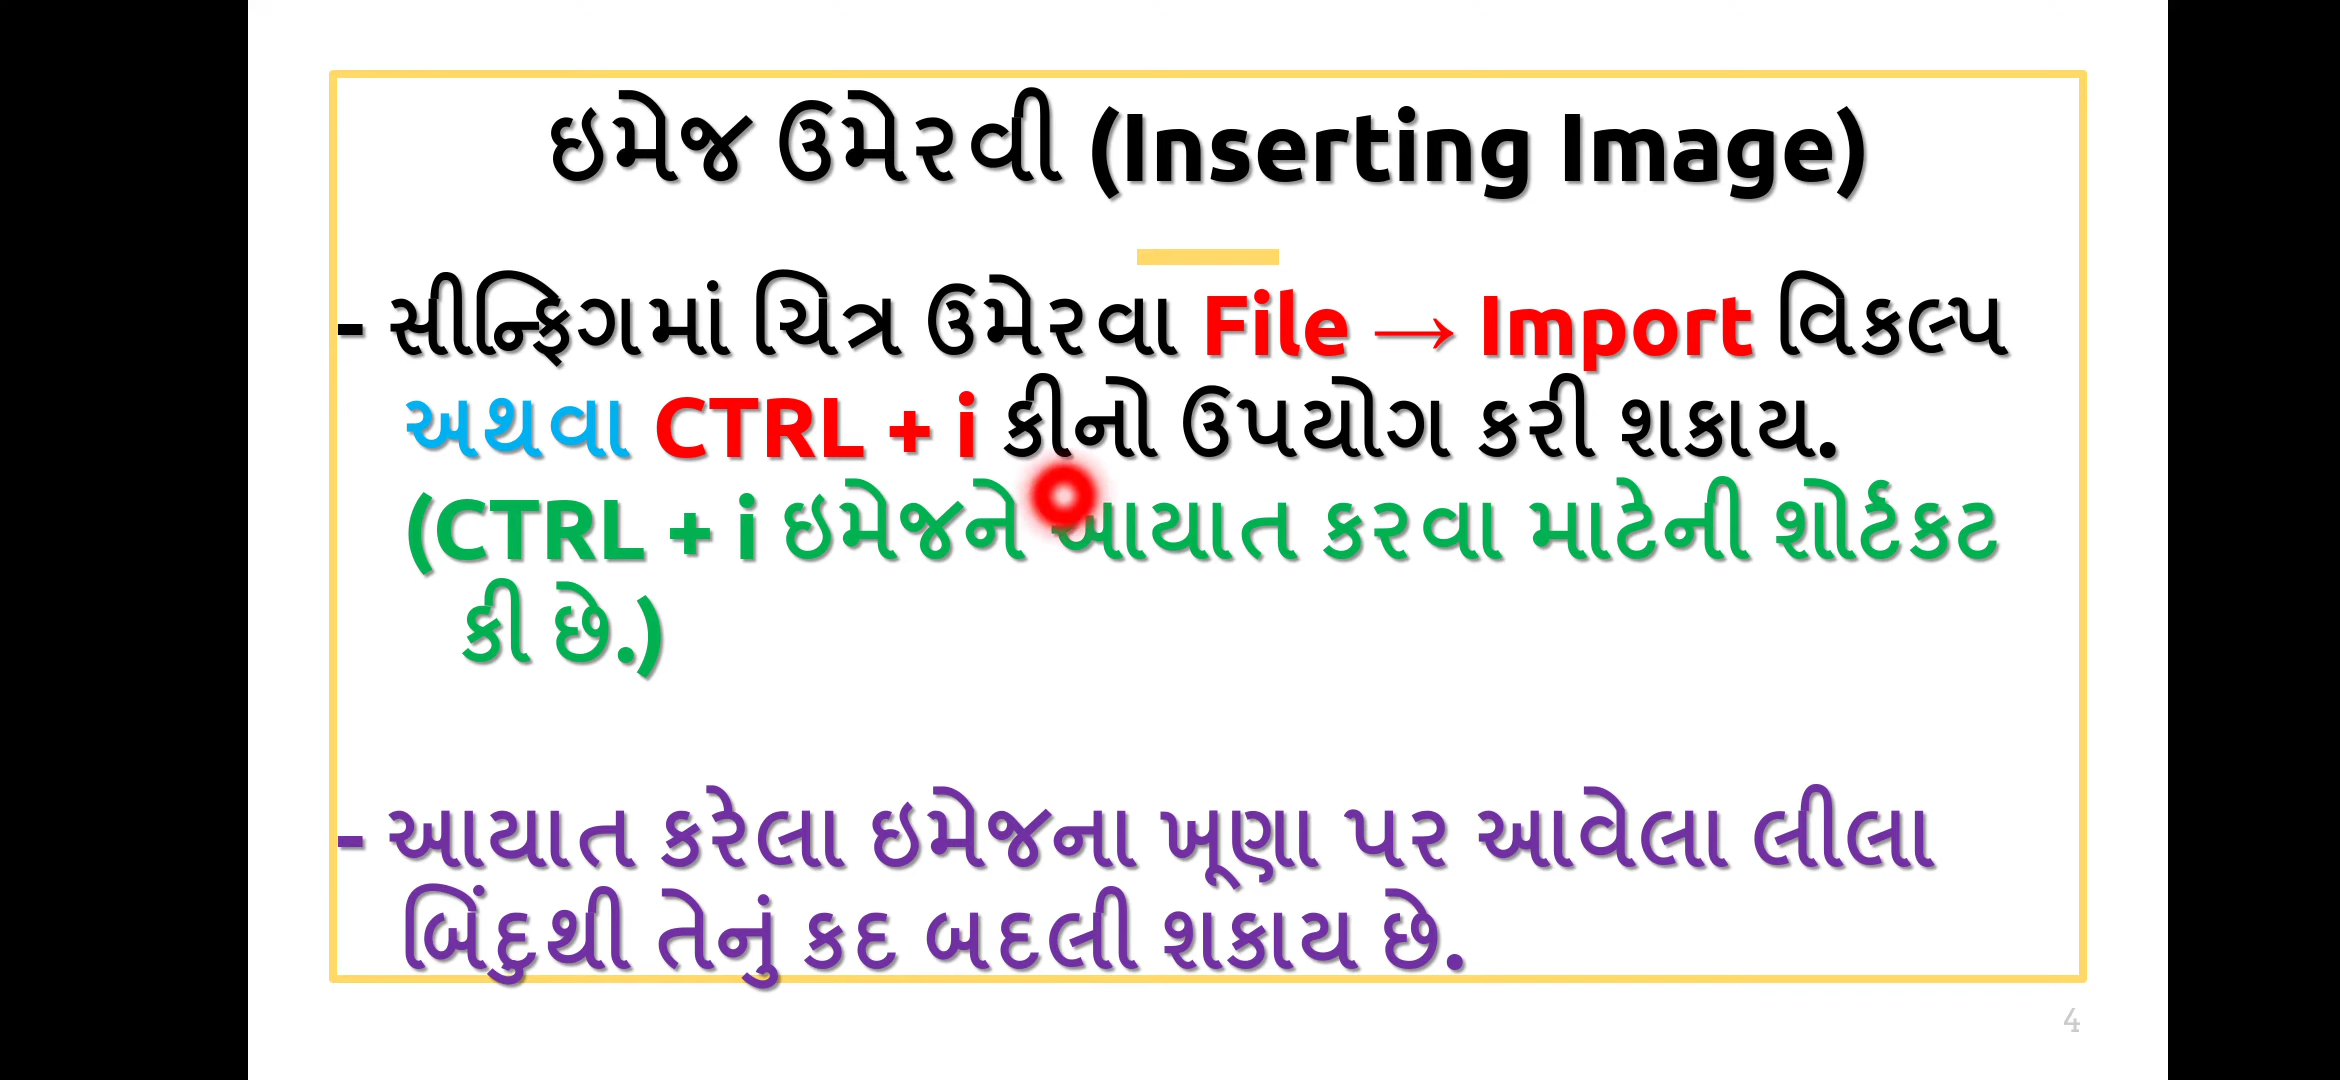 ઇમેજ ઉમેરવી (Inserting Image)
- સીન્ફિગમાં ચિત્ર ઉમેરવા File → Import વિકલ્પ
અથવા CTRL + i કીનો ઉપયોગ કરી શકાય.
(CTRL + i ઇમેજને આયાત કરવા માટેની શોર્ટકટ
કી છે.)
- આયાત કરેલા ઇમેજના ખૂણા પર આવેલા લીલા
બિંદુથી તેનું કદ બદલી શકાય છે.
4